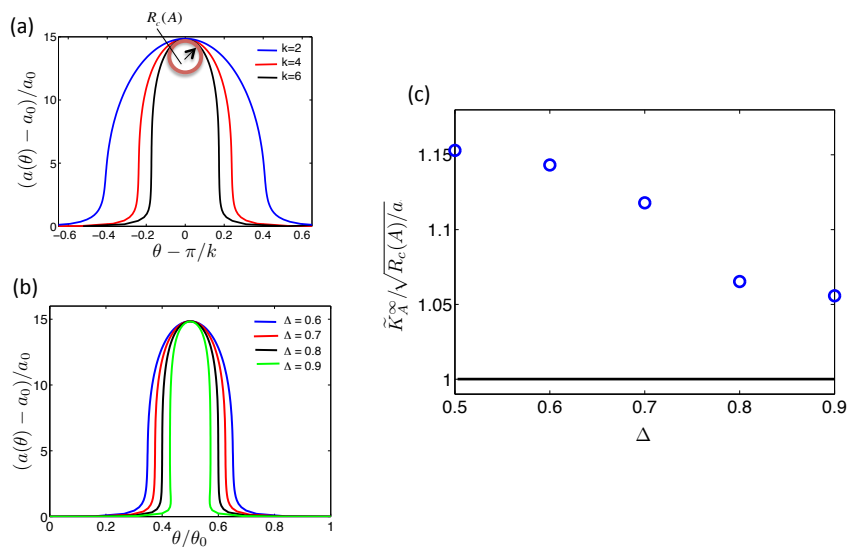 (a)
R_c(A)
15
10
5
0
(a(θ) − a_0)/a_0
k=2
k=4
k=6
−0.6 −0.4 −0.2 0 0.2 0.4 0.6
θ − π/k
(b)
15
10
5
0
(a(θ) − a_0)/a_0
Λ = 0.6
Λ = 0.7
Λ = 0.8
Λ = 0.9
0 0.2 0.4 0.6 0.8 1
θ/θ_0
(c)
1.15
1.1
1.05
1
K̃_A^∞/√(R_c(A)/a)
0.5 0.6 0.7 0.8 0.9
Λ